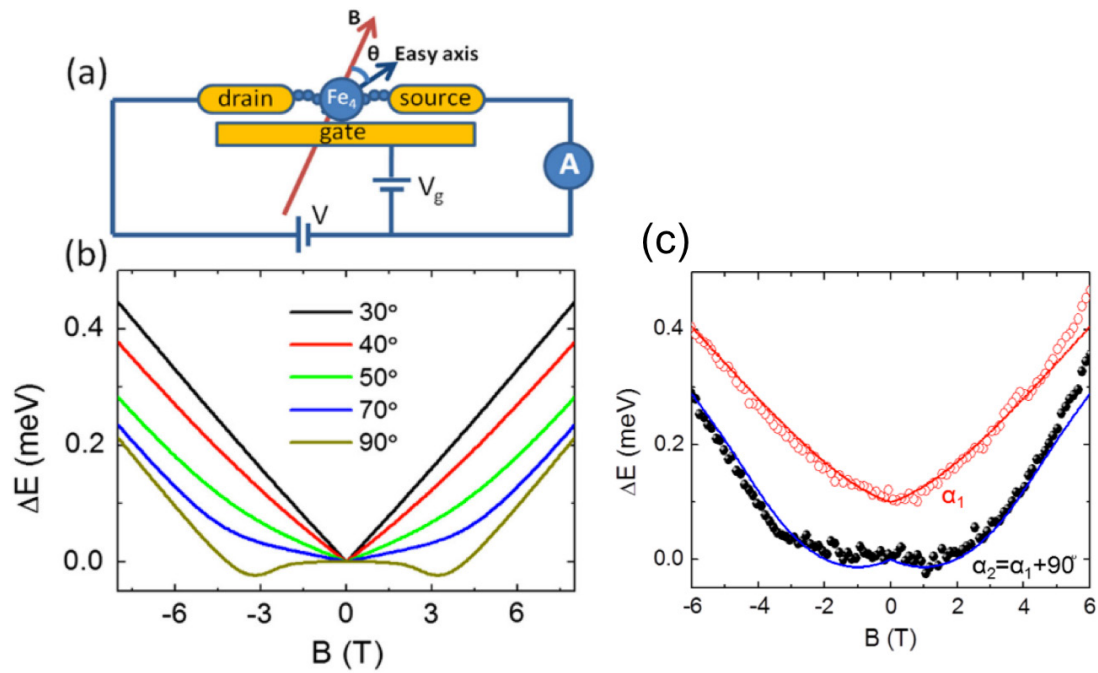 (a)
B
θ
Easy axis
drain
Fe₄
source
gate
A
V_g
V
(b)
ΔE (meV)
0.4
0.2
0.0
30°
40°
50°
70°
90°
-6 -3 0 3 6
B (T)
(c)
ΔE (meV)
0.4
0.2
0.0
α₁
α₂=α₁+90°
-6 -4 -2 0 2 4 6
B (T)